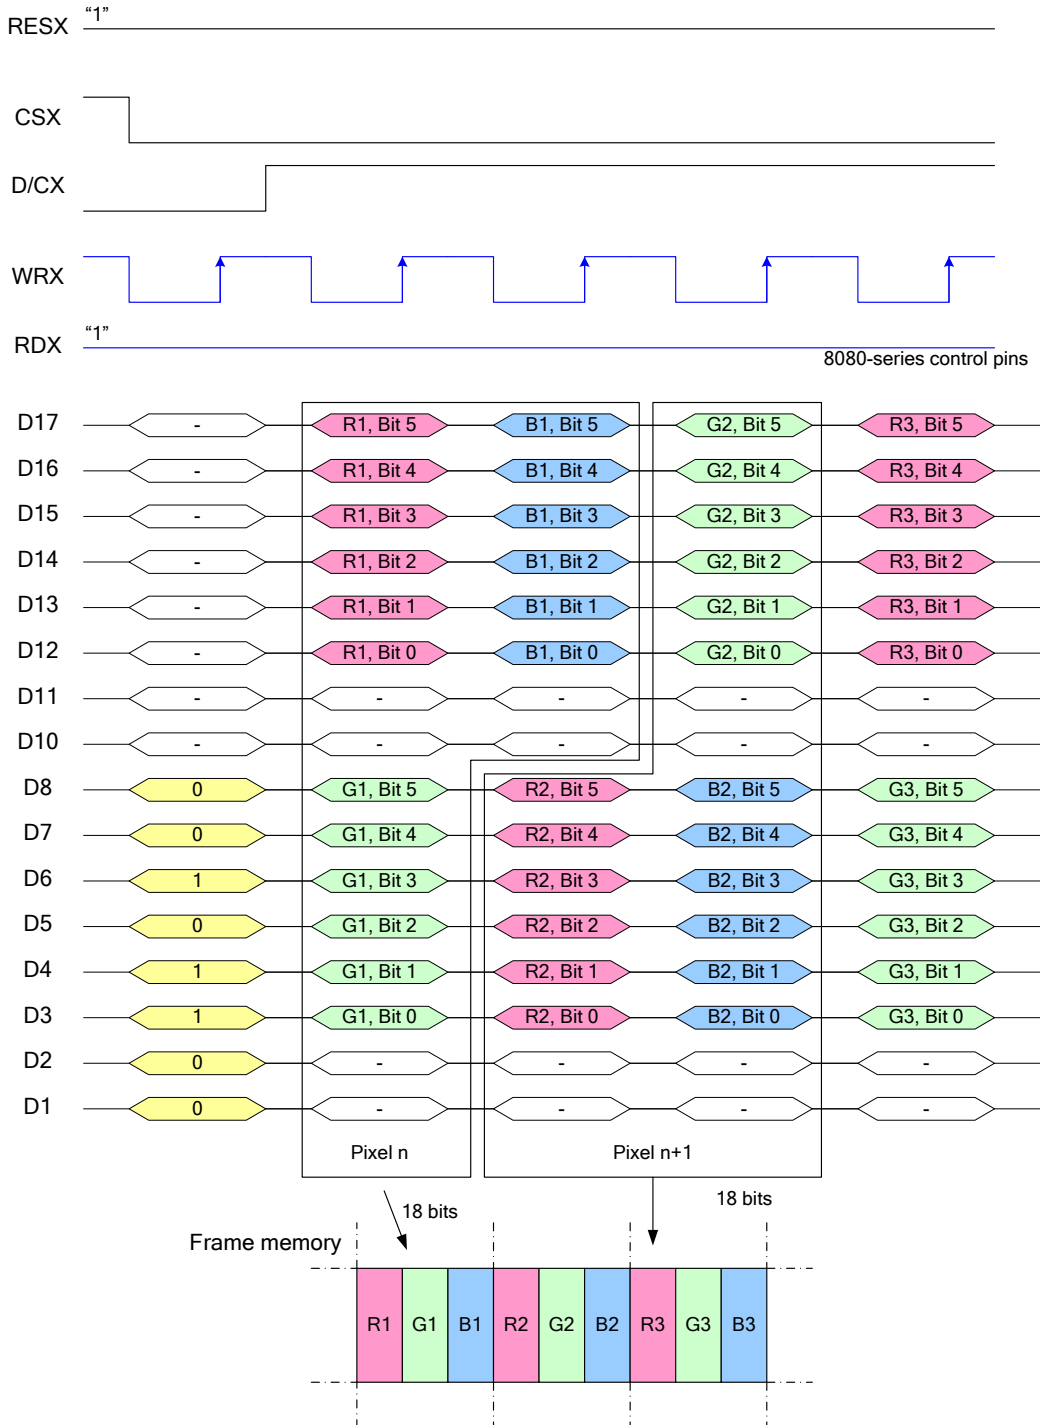 RESX "1"
CSX
D/CX
WRX
RDX "1"
8080-series control pins
D17 - R1, Bit 5 B1, Bit 5 G2, Bit 5 R3, Bit 5
D16 - R1, Bit 4 B1, Bit 4 G2, Bit 4 R3, Bit 4
D15 - R1, Bit 3 B1, Bit 3 G2, Bit 3 R3, Bit 3
D14 - R1, Bit 2 B1, Bit 2 G2, Bit 2 R3, Bit 2
D13 - R1, Bit 1 B1, Bit 1 G2, Bit 1 R3, Bit 1
D12 - R1, Bit 0 B1, Bit 0 G2, Bit 0 R3, Bit 0
D11 - - - - -
D10 - - - - -
D8 0 G1, Bit 5 R2, Bit 5 B2, Bit 5 G3, Bit 5
D7 0 G1, Bit 4 R2, Bit 4 B2, Bit 4 G3, Bit 4
D6 1 G1, Bit 3 R2, Bit 3 B2, Bit 3 G3, Bit 3
D5 0 G1, Bit 2 R2, Bit 2 B2, Bit 2 G3, Bit 2
D4 1 G1, Bit 1 R2, Bit 1 B2, Bit 1 G3, Bit 1
D3 1 G1, Bit 0 R2, Bit 0 B2, Bit 0 G3, Bit 0
D2 0 - - - -
D1 0 - - - -
Pixel n Pixel n+1
18 bits 18 bits
Frame memory
R1 G1 B1 R2 G2 B2 R3 G3 B3